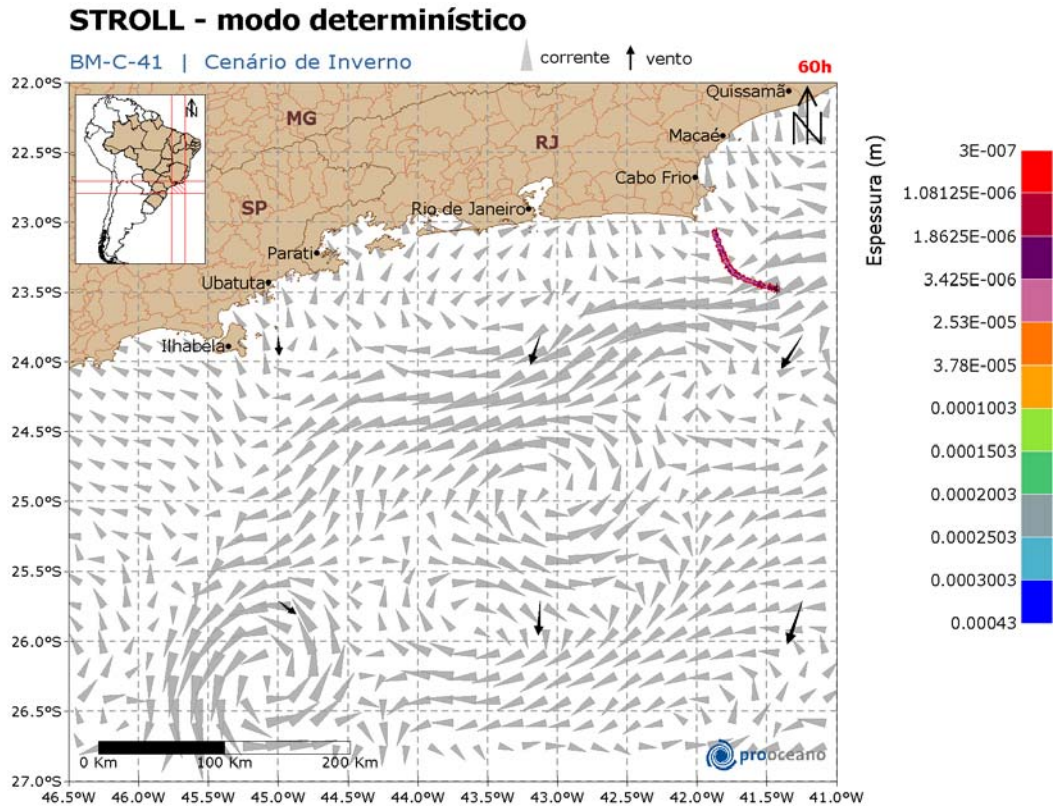 STROLL - modo determinístico
BM-C-41 | Cenário de Inverno
corrente
vento
60h
22.0°S
22.5°S
23.0°S
23.5°S
24.0°S
24.5°S
25.0°S
25.5°S
26.0°S
26.5°S
27.0°S
46.5°W
46.0°W
45.5°W
45.0°W
44.5°W
44.0°W
43.5°W
43.0°W
42.5°W
42.0°W
41.5°W
41.0°W
N
MG
RJ
SP
Quissamã
Macaé
Cabo Frio
Rio de Janeiro
Parati
Ubatuta
Ilhabela
N
0 Km
100 Km
200 Km
prooceano
Espessura (m)
3E-007
1.08125E-006
1.8625E-006
3.425E-006
2.53E-005
3.78E-005
0.0001003
0.0001503
0.0002003
0.0002503
0.0003003
0.00043